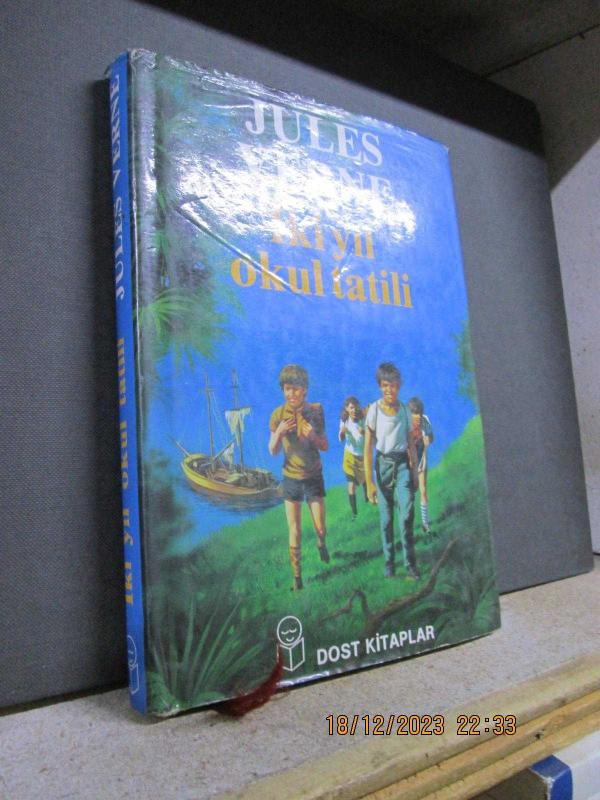 JULES
VERNE
İki yıl
okul tatili
DOST KİTAPLAR
İki yıl okul tatili JULES VERNE
18/12/2023 22:33